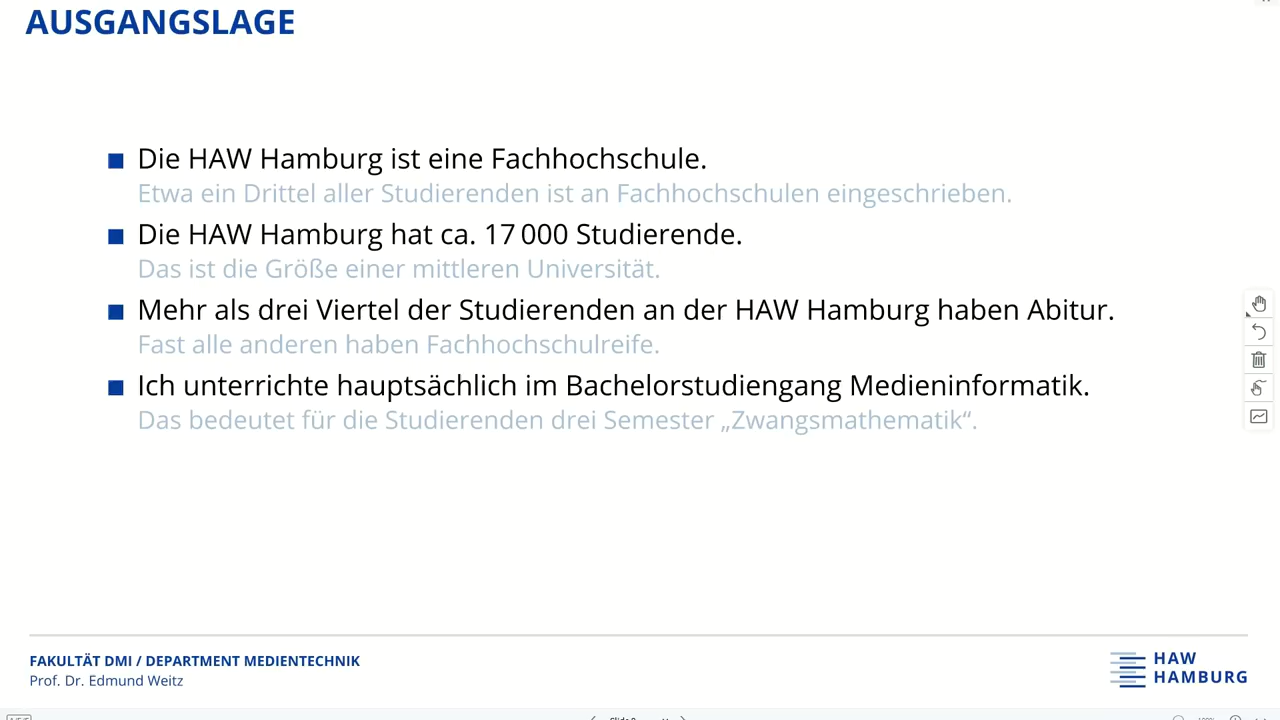 AUSGANGSLAGE
Die HAW Hamburg ist eine Fachhochschule.
Etwa ein Drittel aller Studierenden ist an Fachhochschulen eingeschrieben.
Die HAW Hamburg hat ca. 17 000 Studierende.
Das ist die Größe einer mittleren Universität.
Mehr als drei Viertel der Studierenden an der HAW Hamburg haben Abitur.
Fast alle anderen haben Fachhochschulreife.
Ich unterrichte hauptsächlich im Bachelorstudiengang Medieninformatik.
Das bedeutet für die Studierenden drei Semester „Zwangsmathematik“.
FAKULTÄT DMI / DEPARTMENT MEDIENTECHNIK
Prof. Dr. Edmund Weitz
HAW
HAMBURG